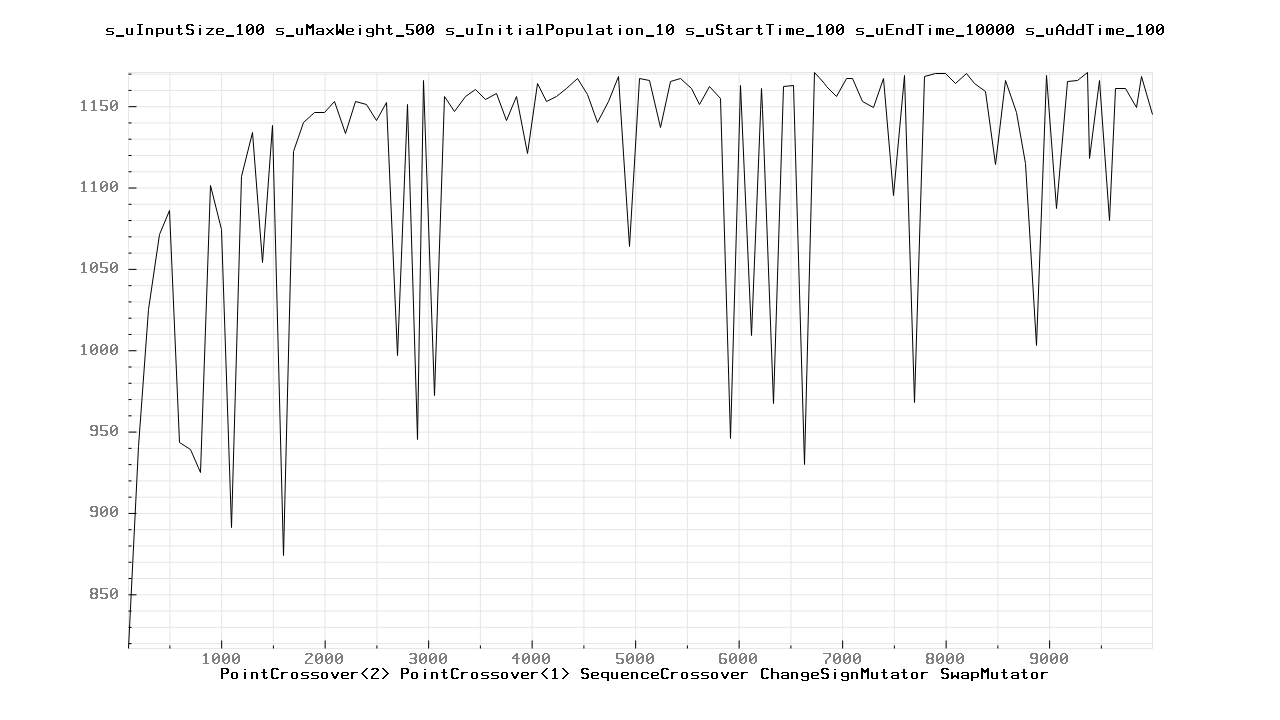 s_uInputSize_100 s_uMaxWeight_500 s_uInitialPopulation_10 s_uStartTime_100 s_uEndTime_10000 s_uAddTime_100
1150
1100
1050
1000
950
900
850
1000 2000 3000 4000 5000 6000 7000 8000 9000
PointCrossover<2> PointCrossover<1> SequenceCrossover ChangeSignMutator SwapMutator